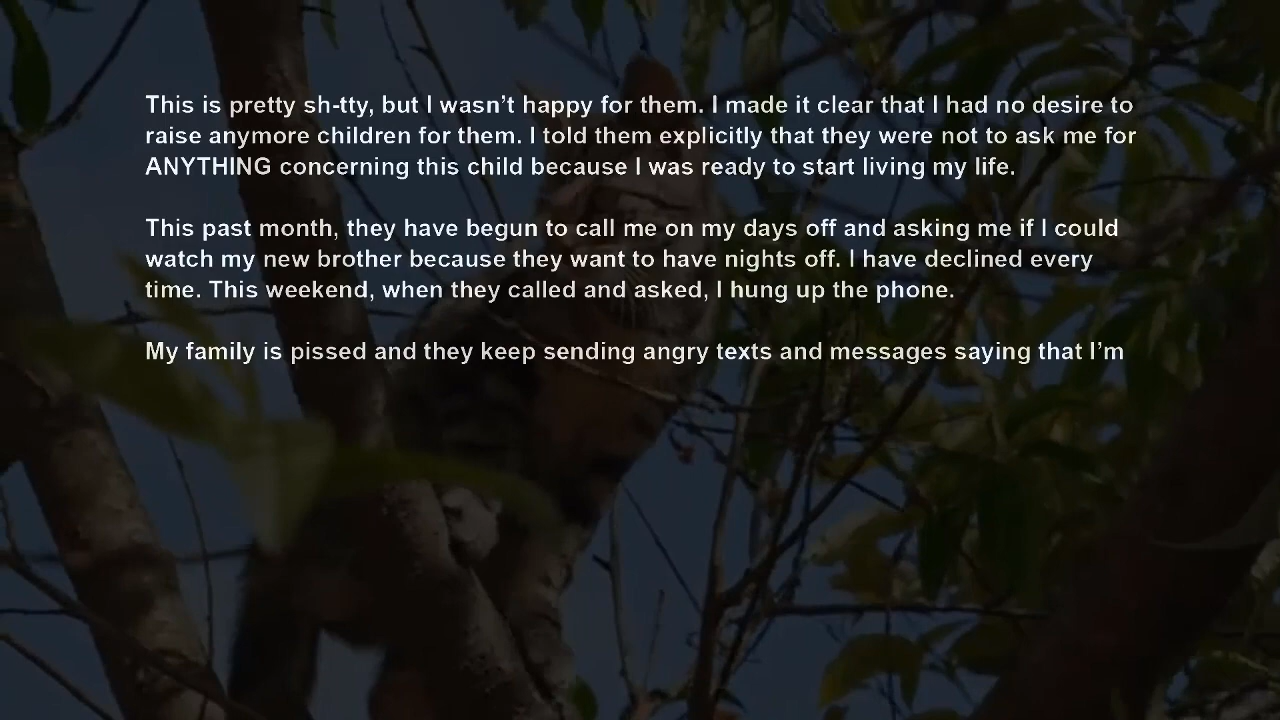 This is pretty sh-tty, but I wasn’t happy for them. I made it clear that I had no desire to
raise anymore children for them. I told them explicitly that they were not to ask me for
ANYTHING concerning this child because I was ready to start living my life.
This past month, they have begun to call me on my days off and asking me if I could
watch my new brother because they want to have nights off. I have declined every
time. This weekend, when they called and asked, I hung up the phone.
My family is pissed and they keep sending angry texts and messages saying that I’m